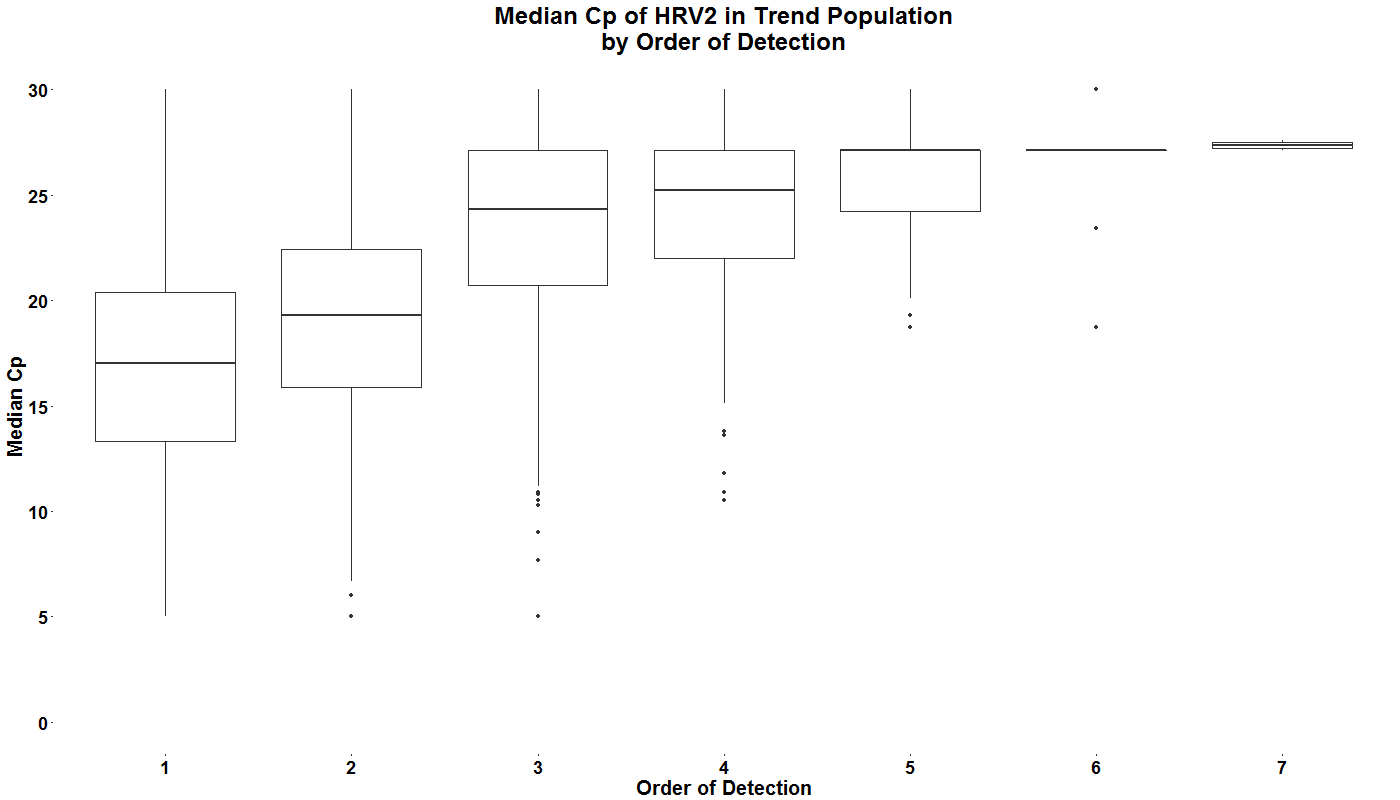 Median Cp of HRV2 in Trend Population
by Order of Detection
30
25
20
15
10
5
0
Median Cp
1 2 3 4 5 6 7
Order of Detection